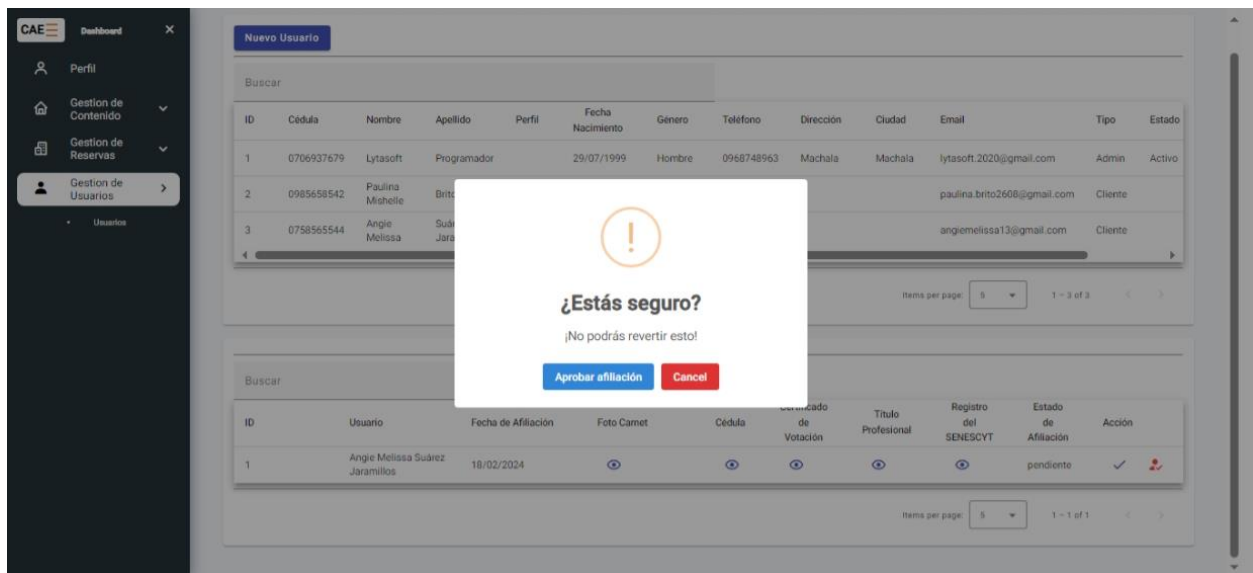 CAE Dashboard ×
Perfil
Gestion de
Contenido
Gestion de
Reservas
Gestion de
Usuarios
Usuarios
Nuevo Usuario
Buscar
ID Cédula Nombre Apellido Perfil Fecha Nacimiento Género Teléfono Dirección Ciudad Email Tipo Estado
1 0706937679 Lytasoft Programador 29/07/1999 Hombre 0968748963 Machala Machala lytasoft.2020@gmail.com Admin Activo
2 0985658542 Paulina Mishelle paulina.brito2608@gmail.com Cliente
3 0758565544 Angie Melissa angiemelissa13@gmail.com Cliente
Items per page: 5 1 – 3 of 3
¿Estás seguro?
¡No podrás revertir esto!
Aprobar afiliación Cancel
Buscar
ID Usuario Fecha de Afiliación Foto Carnet Cédula de Votación Título Profesional Registro del SENESCYT Estado de Afiliación Acción
1 Angie Melissa Suárez Jaramillos 18/02/2024 pendiente
Items per page: 5 1 – 1 of 1